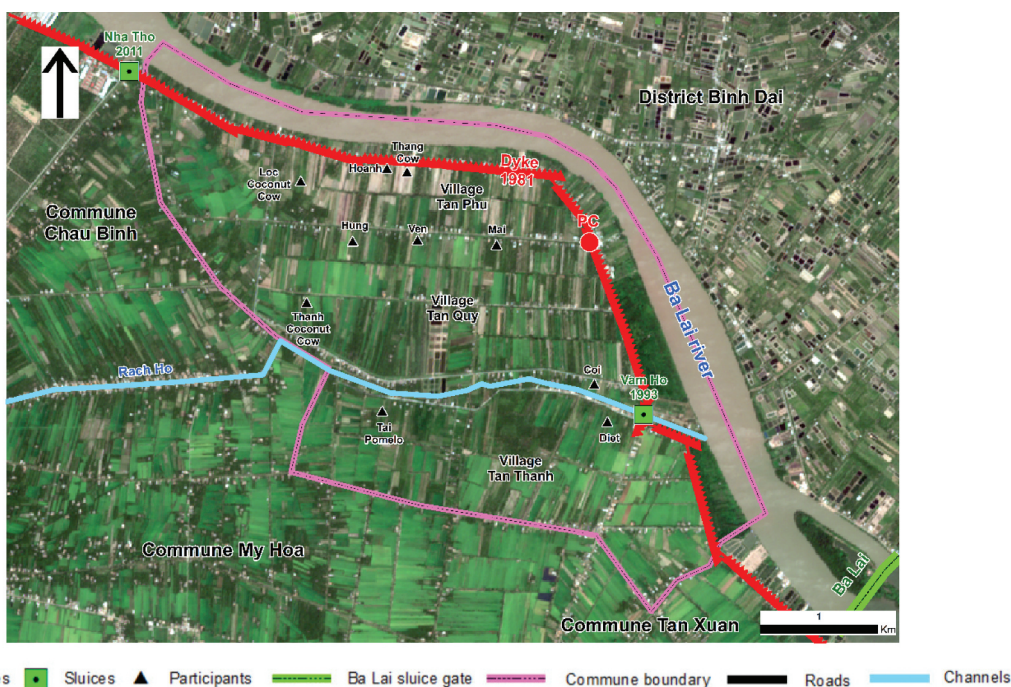 Nha Tho
2011
District Binh Dai
Thang
Cow
Hoanh
Dyke
1981
Loc
Coconut
Cow
Village
Tan Phu
Commune
Chau Binh
Hung
Ven
Mai
PC
Ba Lai river
Village
Tan Quy
Thanh
Coconut
Cow
Rach Ho
Coi
Vam Ho
1993
Tai
Pomelo
Diet
Village
Tan Thanh
Commune My Hoa
Ba Lai
Commune Tan Xuan
1
Km
es Sluices Participants Ba Lai sluice gate Commune boundary Roads Channels